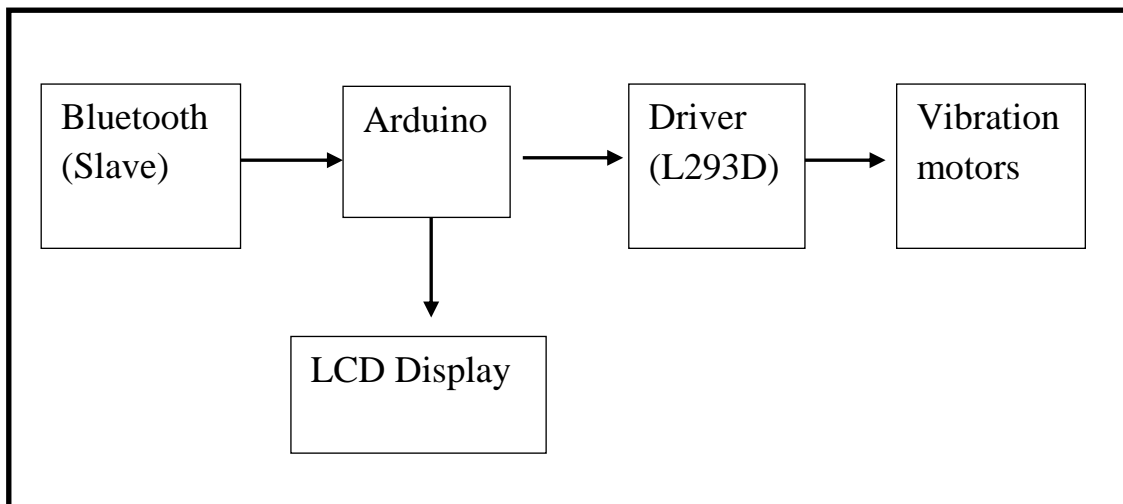 Bluetooth
(Slave)
Arduino
Driver
(L293D)
Vibration
motors
LCD Display